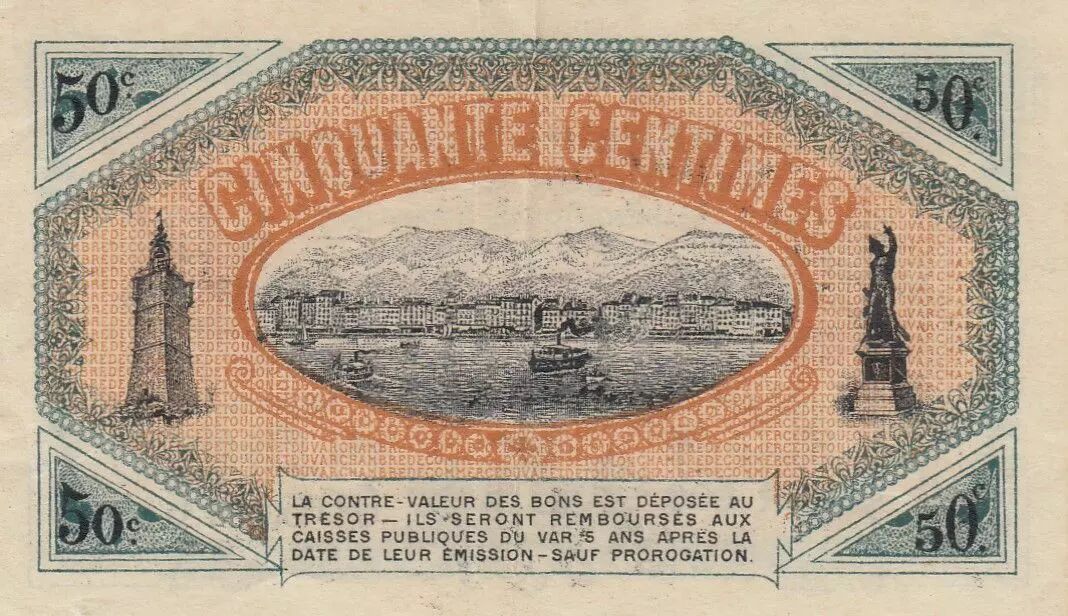 50c
50c.
CINQUANTE CENTIMES
LA CONTRE-VALEUR DES BONS EST DÉPOSÉE AU
TRÉSOR — ILS SERONT REMBOURSÉS AUX
CAISSES PUBLIQUES DU VAR 5 ANS APRÈS LA
DATE DE LEUR ÉMISSION - SAUF PROROGATION.
50c.
50c.